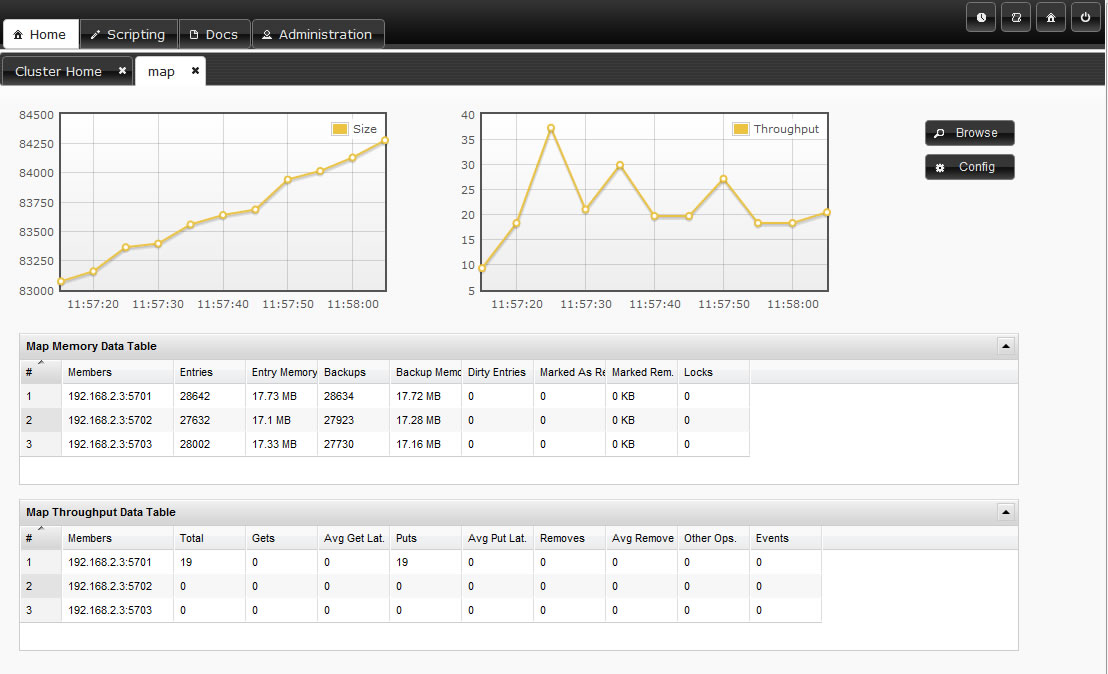 Home Scripting Docs Administration
Cluster Home map
84500
84250
84000
83750
83500
83250
83000
Size
11:57:20 11:57:30 11:57:40 11:57:50 11:58:00
40
35
30
25
20
15
10
5
Throughput
11:57:20 11:57:30 11:57:40 11:57:50 11:58:00
Browse
Config
Map Memory Data Table
# Members Entries Entry Memory Backups Backup Memo Dirty Entries Marked As Re Marked Rem. Locks
1 192.168.2.3:5701 28642 17.73 MB 28634 17.72 MB 0 0 0 KB 0
2 192.168.2.3:5702 27632 17.1 MB 27923 17.28 MB 0 0 0 KB 0
3 192.168.2.3:5703 28002 17.33 MB 27730 17.16 MB 0 0 0 KB 0
Map Throughput Data Table
# Members Total Gets Avg Get Lat. Puts Avg Put Lat. Removes Avg Remove Other Ops. Events
1 192.168.2.3:5701 19 0 0 19 0 0 0 0 0
2 192.168.2.3:5702 0 0 0 0 0 0 0 0 0
3 192.168.2.3:5703 0 0 0 0 0 0 0 0 0